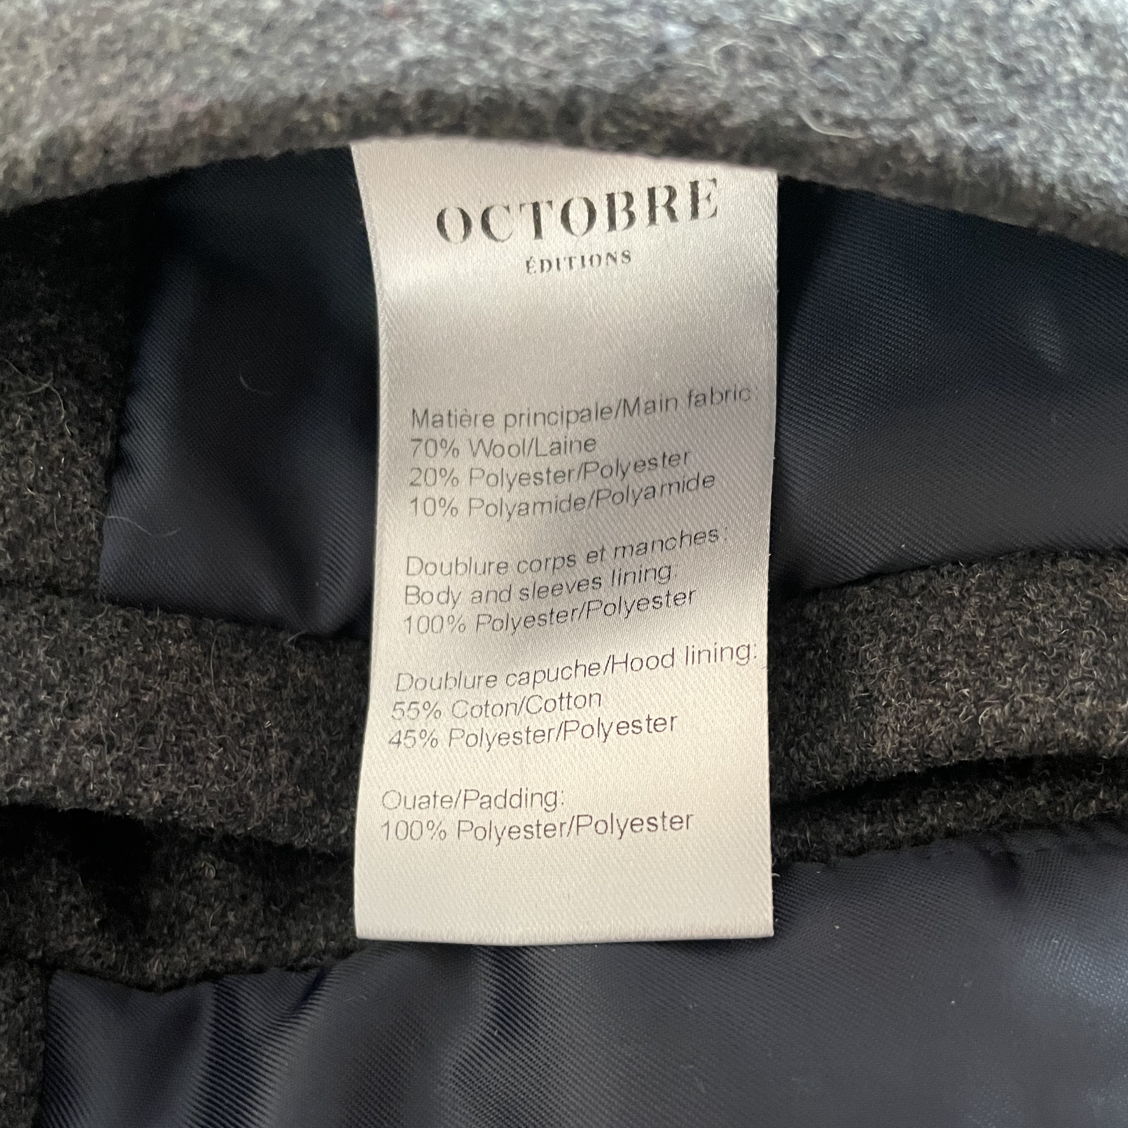 OCTOBRE
ÉDITIONS
Matière principale/Main fabric:
70% Wool/Laine
20% Polyester/Polyester
10% Polyamide/Polyamide
Doublure corps et manches:
Body and sleeves lining:
100% Polyester/Polyester
Doublure capuche/Hood lining:
55% Coton/Cotton
45% Polyester/Polyester
Ouate/Padding:
100% Polyester/Polyester